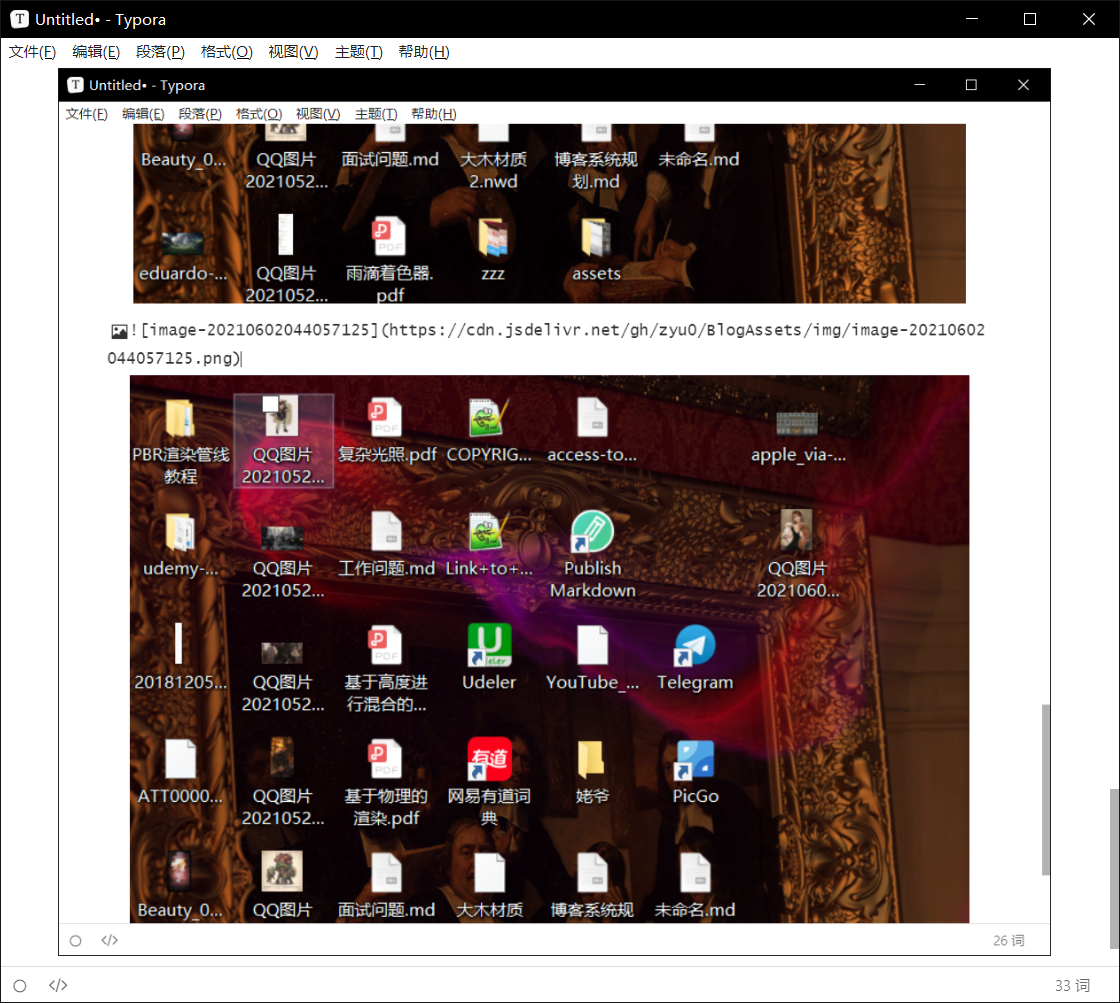 Untitled• - Typora
文件(F) 编辑(E) 段落(P) 格式(O) 视图(V) 主题(T) 帮助(H)
Untitled• - Typora
文件(F) 编辑(E) 段落(P) 格式(O) 视图(V) 主题(T) 帮助(H)
Beauty_0... QQ图片 面试问题.md 大木材质 博客系统规 未命名.md
2021052... 2.nwd 划.md
PDF
eduardo-... QQ图片 雨滴着色器. zzz assets
2021052... pdf
![image-20210602044057125](https://cdn.jsdelivr.net/gh/zyu0/BlogAssets/img/image-20210602
044057125.png)
PDF
PBR渲染管线 QQ图片 复杂光照.pdf COPYRIG... access-to... apple_via-...
教程 2021052...
udemy-... QQ图片 工作问题.md Link+to+... Publish QQ图片
2021052... Markdown 2021060...
PDF U deler
20181205... QQ图片 基于高度进 Udeler YouTube_... Telegram
2021052... 行混合的...
PDF 有道
ATT0000... QQ图片 基于物理的 网易有道词 姥爷 PicGo
2021052... 渲染.pdf 典
Beauty_0... QQ图片 面试问题.md 大木材质 博客系统规 未命名.md
</> 26 词
</> 33 词